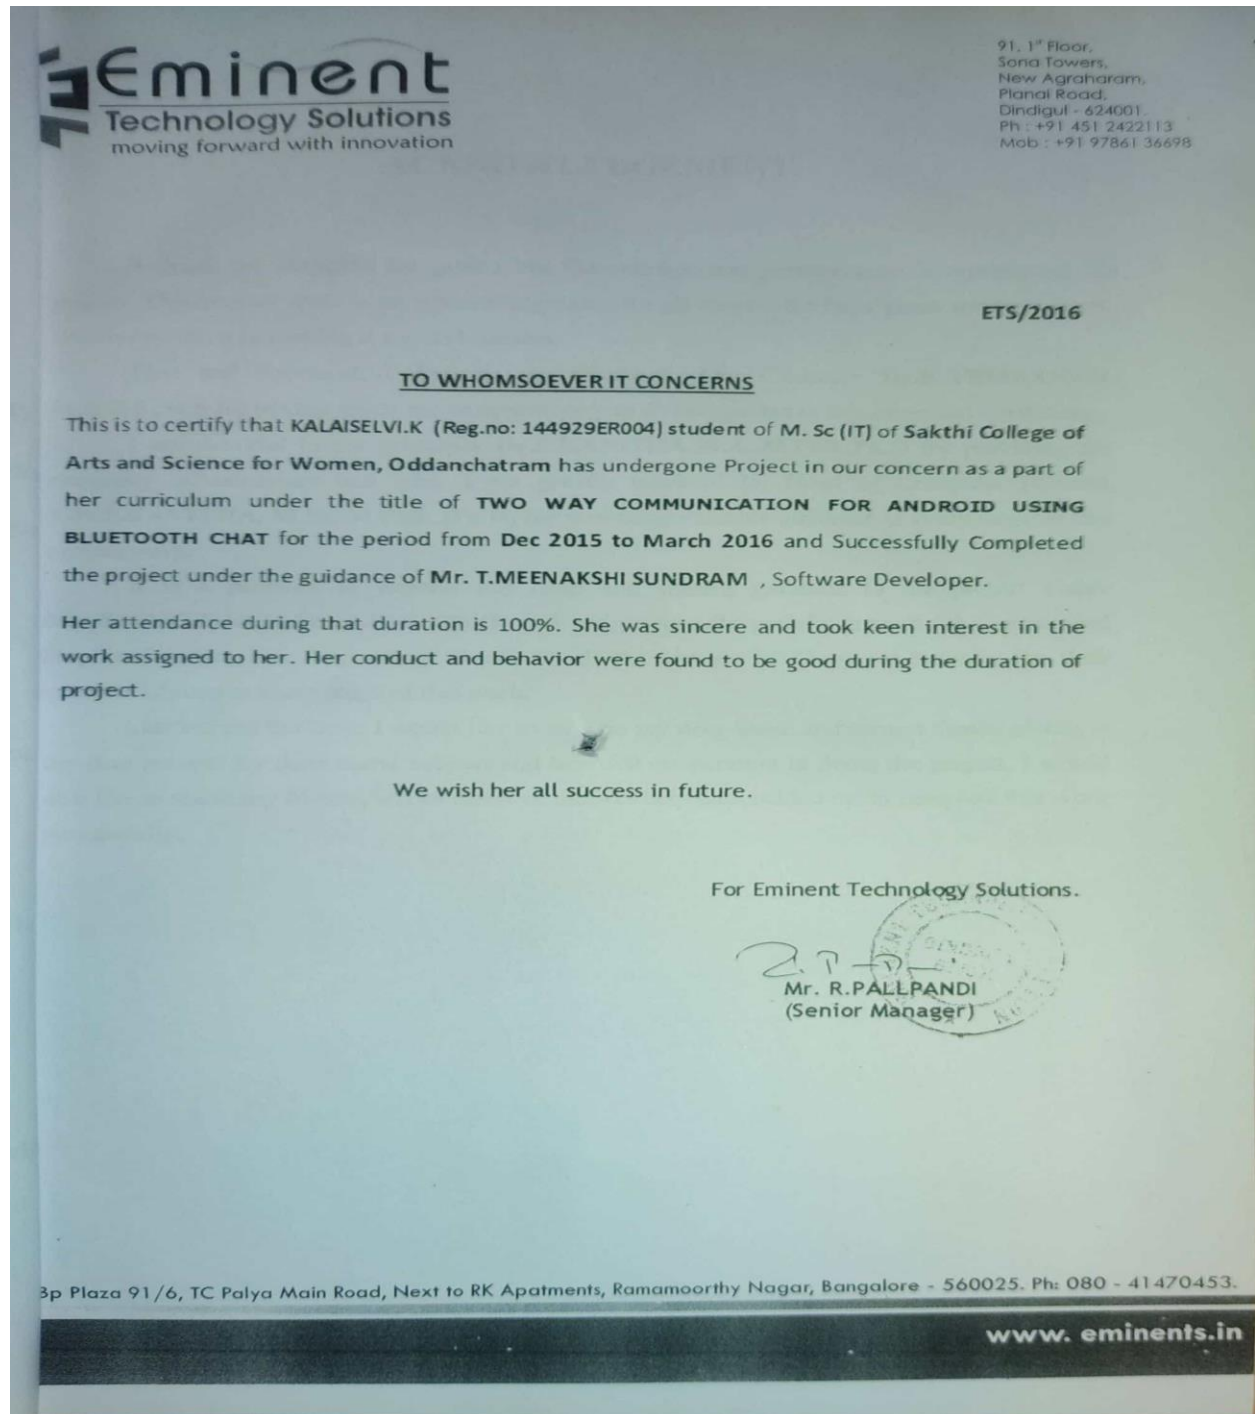 Eminent
Technology Solutions
moving forward with innovation
91, 1st Floor,
Sona Towers,
New Agraharam,
Planai Road,
Dindigul - 624001.
Ph : +91 451 2422113
Mob : +91 97861 36698
ETS/2016
TO WHOMSOEVER IT CONCERNS
This is to certify that KALAISELVI.K (Reg.no: 144929ER004) student of M. Sc (IT) of Sakthi College of
Arts and Science for Women, Oddanchatram has undergone Project in our concern as a part of
her curriculum under the title of TWO WAY COMMUNICATION FOR ANDROID USING
BLUETOOTH CHAT for the period from Dec 2015 to March 2016 and Successfully Completed
the project under the guidance of Mr. T.MEENAKSHI SUNDRAM , Software Developer.
Her attendance during that duration is 100%. She was sincere and took keen interest in the
work assigned to her. Her conduct and behavior were found to be good during the duration of
project.
We wish her all success in future.
For Eminent Technology Solutions.
Mr. R.PALLPANDI
(Senior Manager)
3p Plaza 91/6, TC Palya Main Road, Next to RK Apatments, Ramamoorthy Nagar, Bangalore - 560025. Ph: 080 - 41470453.
www. eminents.in